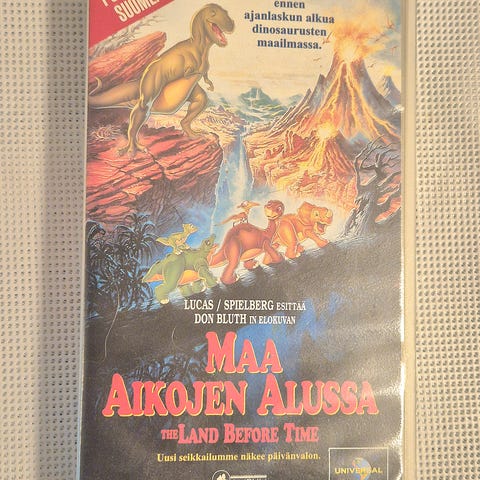 SUOME
ennen
ajanlaskun alkua
dinosaurusten
maailmassa.
LUCAS / SPIELBERG ESITTÄÄ
DON BLUTH IN ELOKUVAN
MAA
AIKOJEN ALUSSA
THE LAND BEFORE TIME
Uusi seikkailumme näkee päivänvalon.
UNIVERSAL